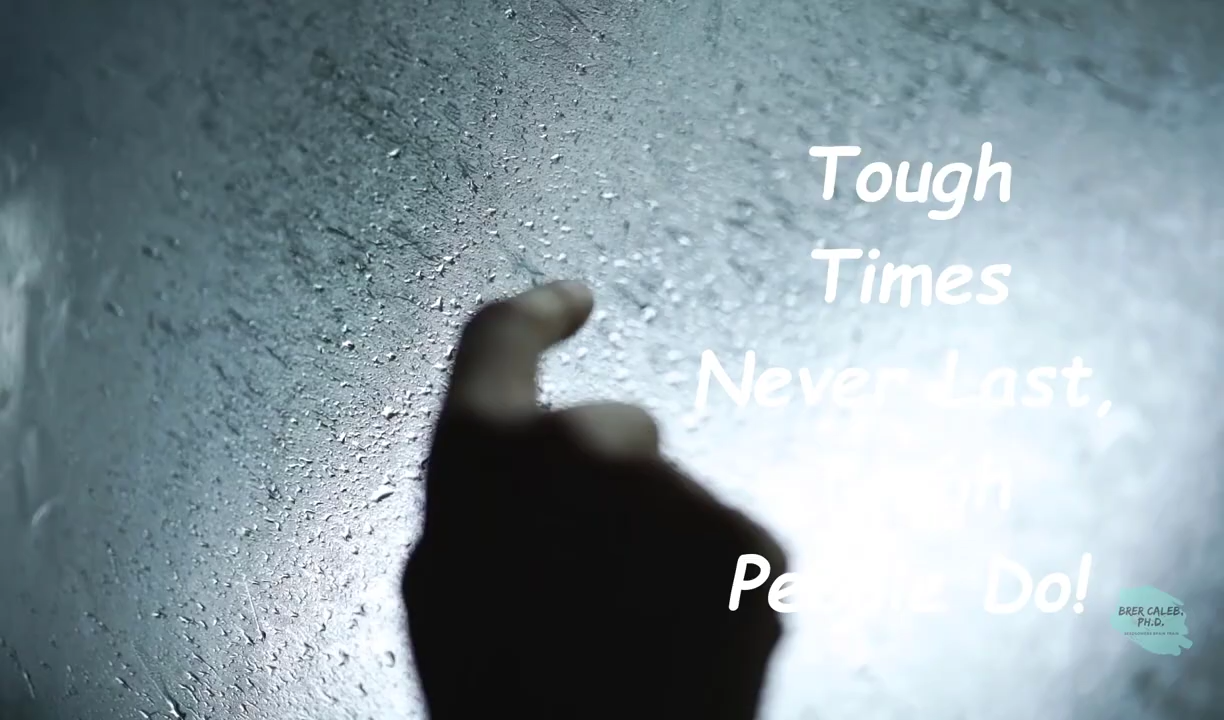 Tough
Times
Never Last,
People Do!
BRER CALEB,
PH.D.